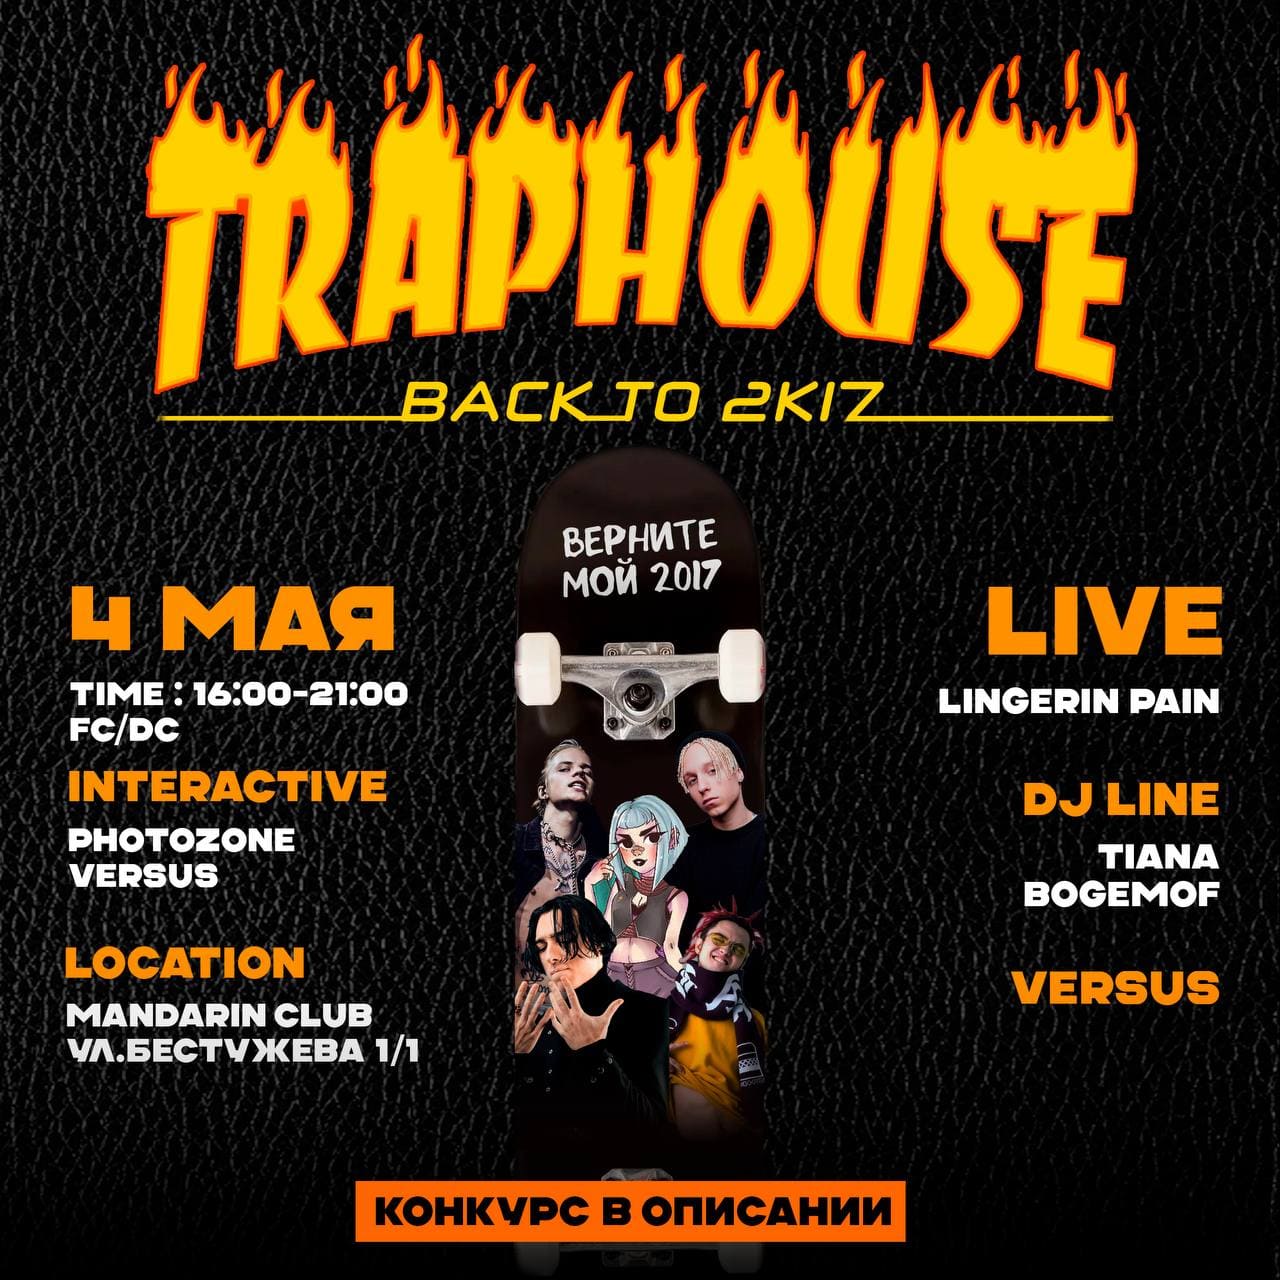 TRAPHOUSE
BACK TO 2K17
ВЕРНИТЕ
МОЙ 2017
4 МАЯ
TIME : 16:00-21:00
FC/DC
INTERACTIVE
PHOTOZONE
VERSUS
LOCATION
MANDARIN CLUB
УЛ.БЕСТУЖЕВА 1/1
LIVE
LINGERIN PAIN
DJ LINE
TIANA
BOGEMOF
VERSUS
КОНКУРС В ОПИСАНИИ